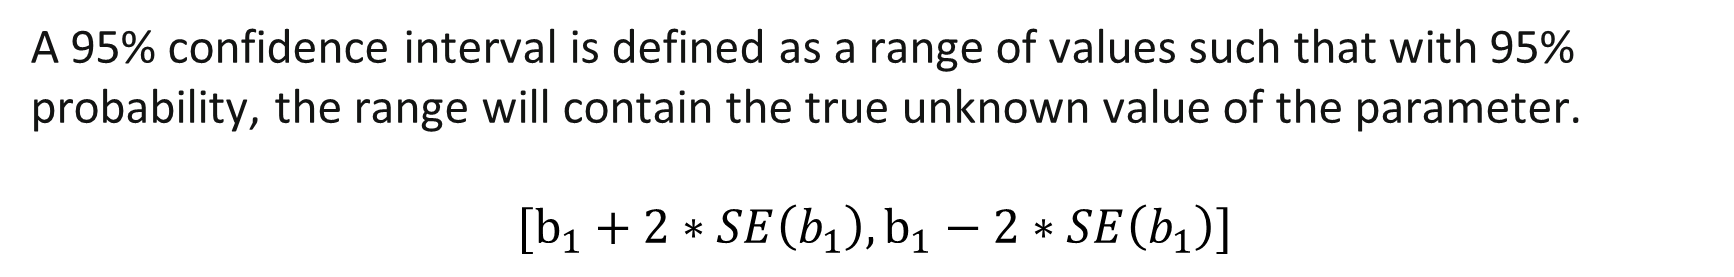 A 95% confidence interval is defined as a range of values such that with 95%
probability, the range will contain the true unknown value of the parameter.
[b₁ + 2 * SE(b₁), b₁ − 2 * SE(b₁)]